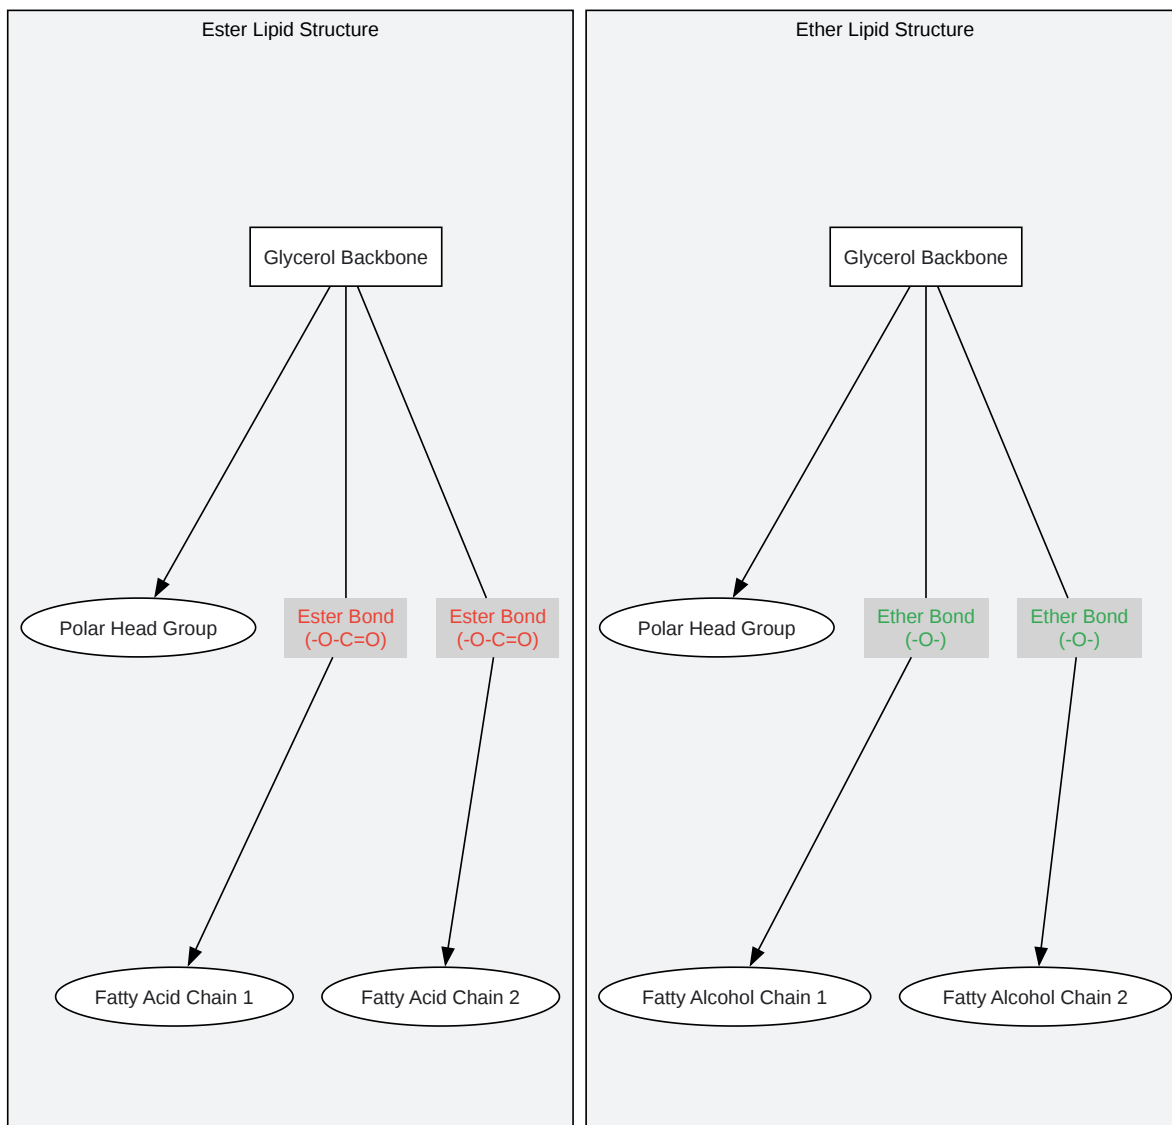 Ester Lipid Structure
Glycerol Backbone
Polar Head Group
Ester Bond
(-O-C=O)
Ester Bond
(-O-C=O)
Fatty Acid Chain 1
Fatty Acid Chain 2
Ether Lipid Structure
Glycerol Backbone
Polar Head Group
Ether Bond
(-O-)
Ether Bond
(-O-)
Fatty Alcohol Chain 1
Fatty Alcohol Chain 2